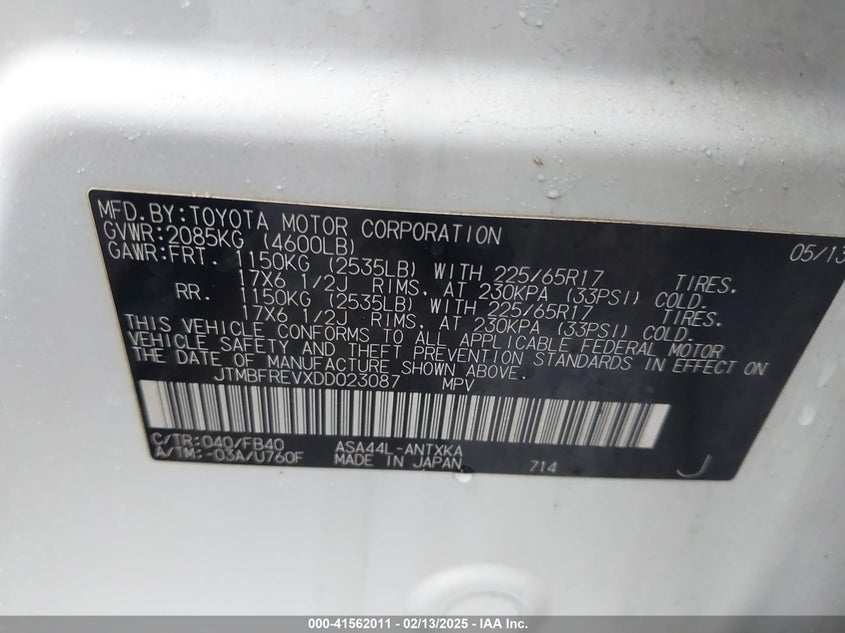 MFD.BY:TOYOTA MOTOR CORPORATION 05/13
GVWR:2085KG (4600LB)
GAWR:FRT. 1150KG (2535LB) WITH 225/65R17 TIRES.
17X6 1/2J RIMS. AT 230KPA (33PSI) COLD.
RR. 1150KG (2535LB) WITH 225/65R17 TIRES.
17X6 1/2J RIMS. AT 230KPA (33PSI) COLD.
THIS VEHICLE CONFORMS TO ALL APPLICABLE FEDERAL MOTOR
VEHICLE SAFETY AND THEFT PREVENTION STANDARDS IN EFFECT ON
THE DATE OF MANUFACTURE SHOWN ABOVE.
JTMBFREVXDD023087 MPV
C/TR:040/FB40 ASA44L-ANTXKA
A/TM:-03A/U760F MADE IN JAPAN 714 J
000-41562011 - 02/13/2025 - IAA Inc.